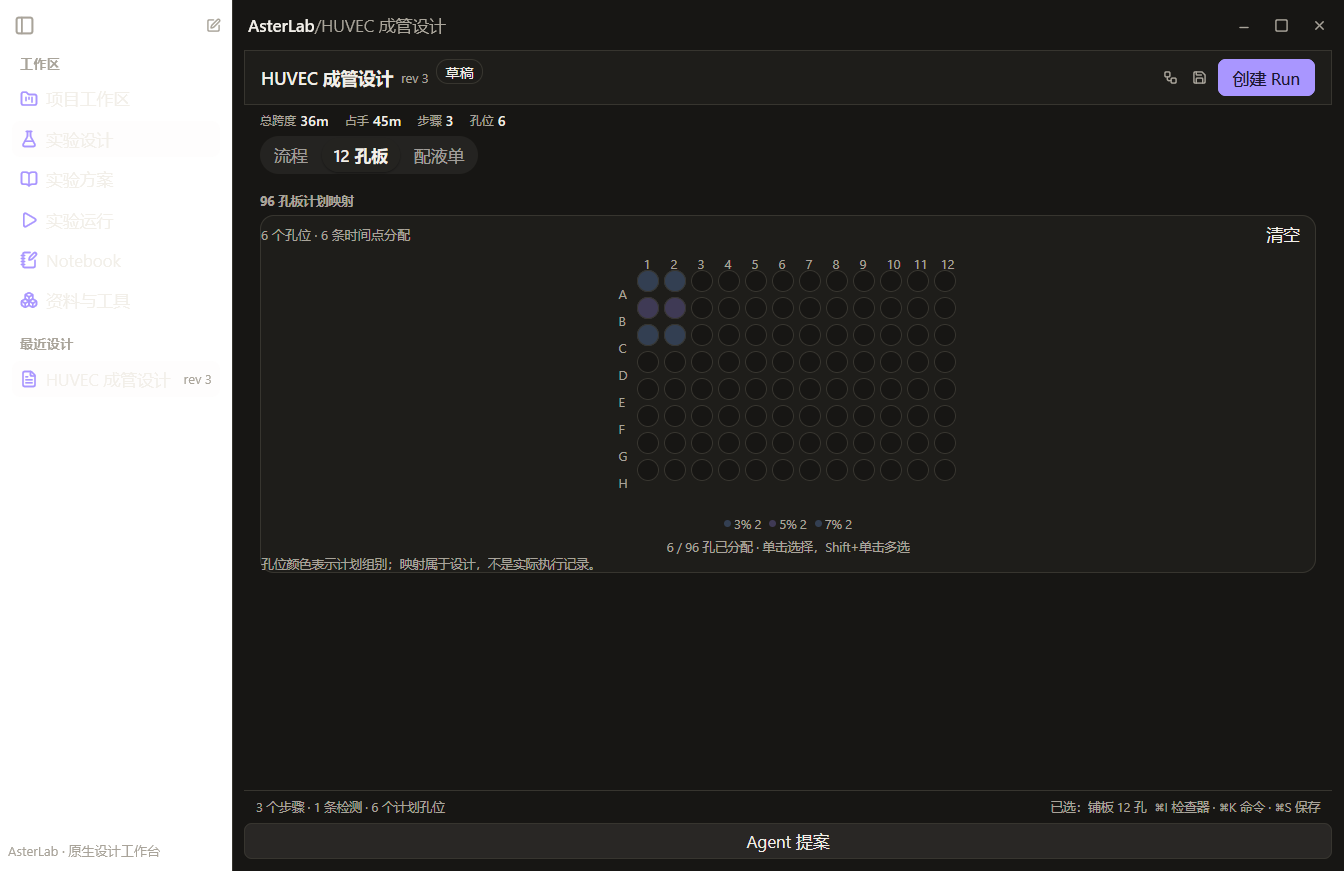 AsterLab/HUVEC 成管设计
工作区
项目工作区
实验设计
实验方案
实验运行
Notebook
资料与工具
最近设计
HUVEC 成管设计 rev 3
AsterLab · 原生设计工作台
HUVEC 成管设计 rev 3 草稿
创建 Run
总跨度 36m 占手 45m 步骤 3 孔位 6
流程 12 孔板 配液单
96 孔板计划映射
6 个孔位 · 6 条时间点分配
清空
1 2 3 4 5 6 7 8 9 10 11 12
A
B
C
D
E
F
G
H
3% 2 5% 2 7% 2
6 / 96 孔已分配 · 单击选择，Shift+单击多选
孔位颜色表示计划组别；映射属于设计，不是实际执行记录。
3 个步骤 · 1 条检测 · 6 个计划孔位
已选：铺板 12 孔 ⌘I 检查器 · ⌘K 命令 · ⌘S 保存
Agent 提案